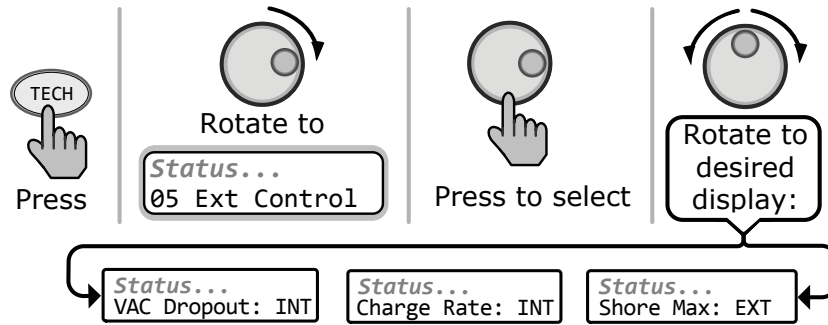 TECH
Press
Rotate to
Status...
05 Ext Control
Press to select
Rotate to
desired
display:
Status...
VAC Dropout: INT
Status...
Charge Rate: INT
Status...
Shore Max: EXT